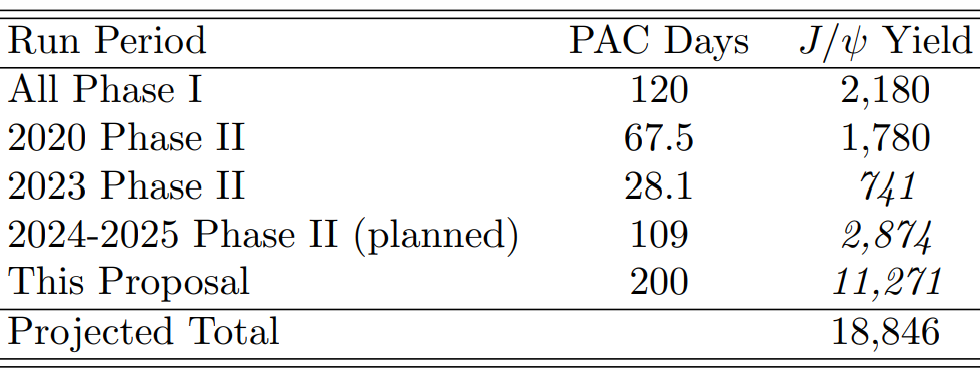 Run Period PAC Days J/ψ Yield
All Phase I 120 2,180
2020 Phase II 67.5 1,780
2023 Phase II 28.1 741
2024-2025 Phase II (planned) 109 2,874
This Proposal 200 11,271
Projected Total 18,846